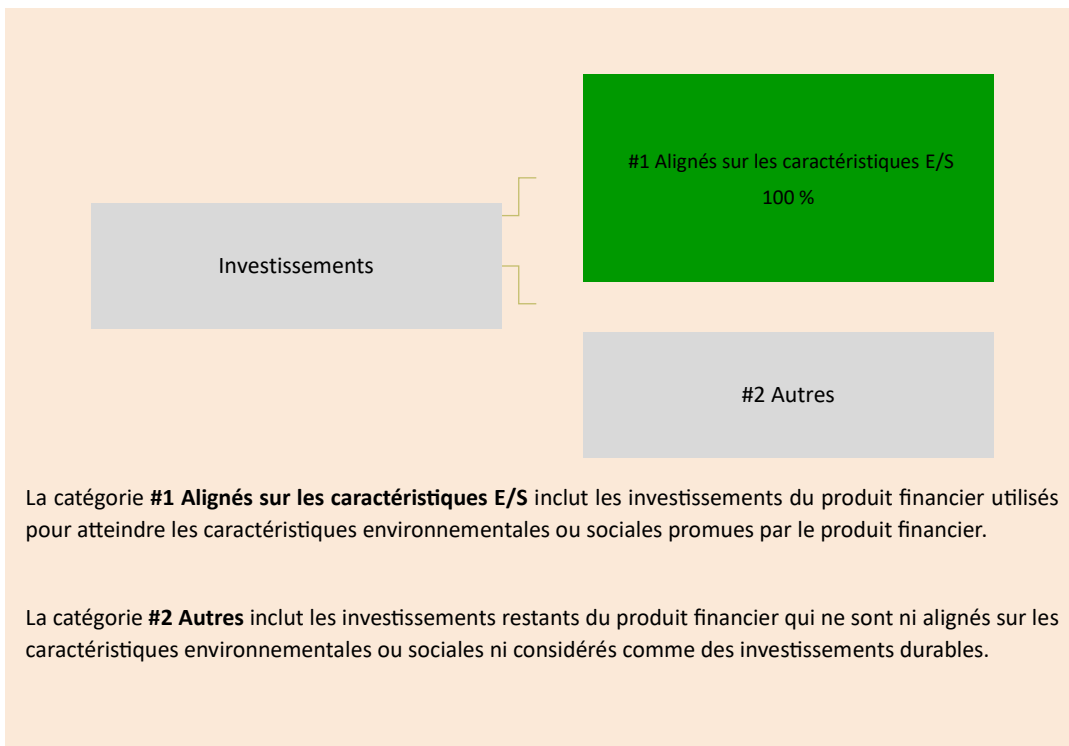 #1 Alignés sur les caractéristiques E/S
100 %
Investissements
#2 Autres
La catégorie #1 Alignés sur les caractéristiques E/S inclut les investissements du produit financier utilisés
pour atteindre les caractéristiques environnementales ou sociales promues par le produit financier.
La catégorie #2 Autres inclut les investissements restants du produit financier qui ne sont ni alignés sur les
caractéristiques environnementales ou sociales ni considérés comme des investissements durables.